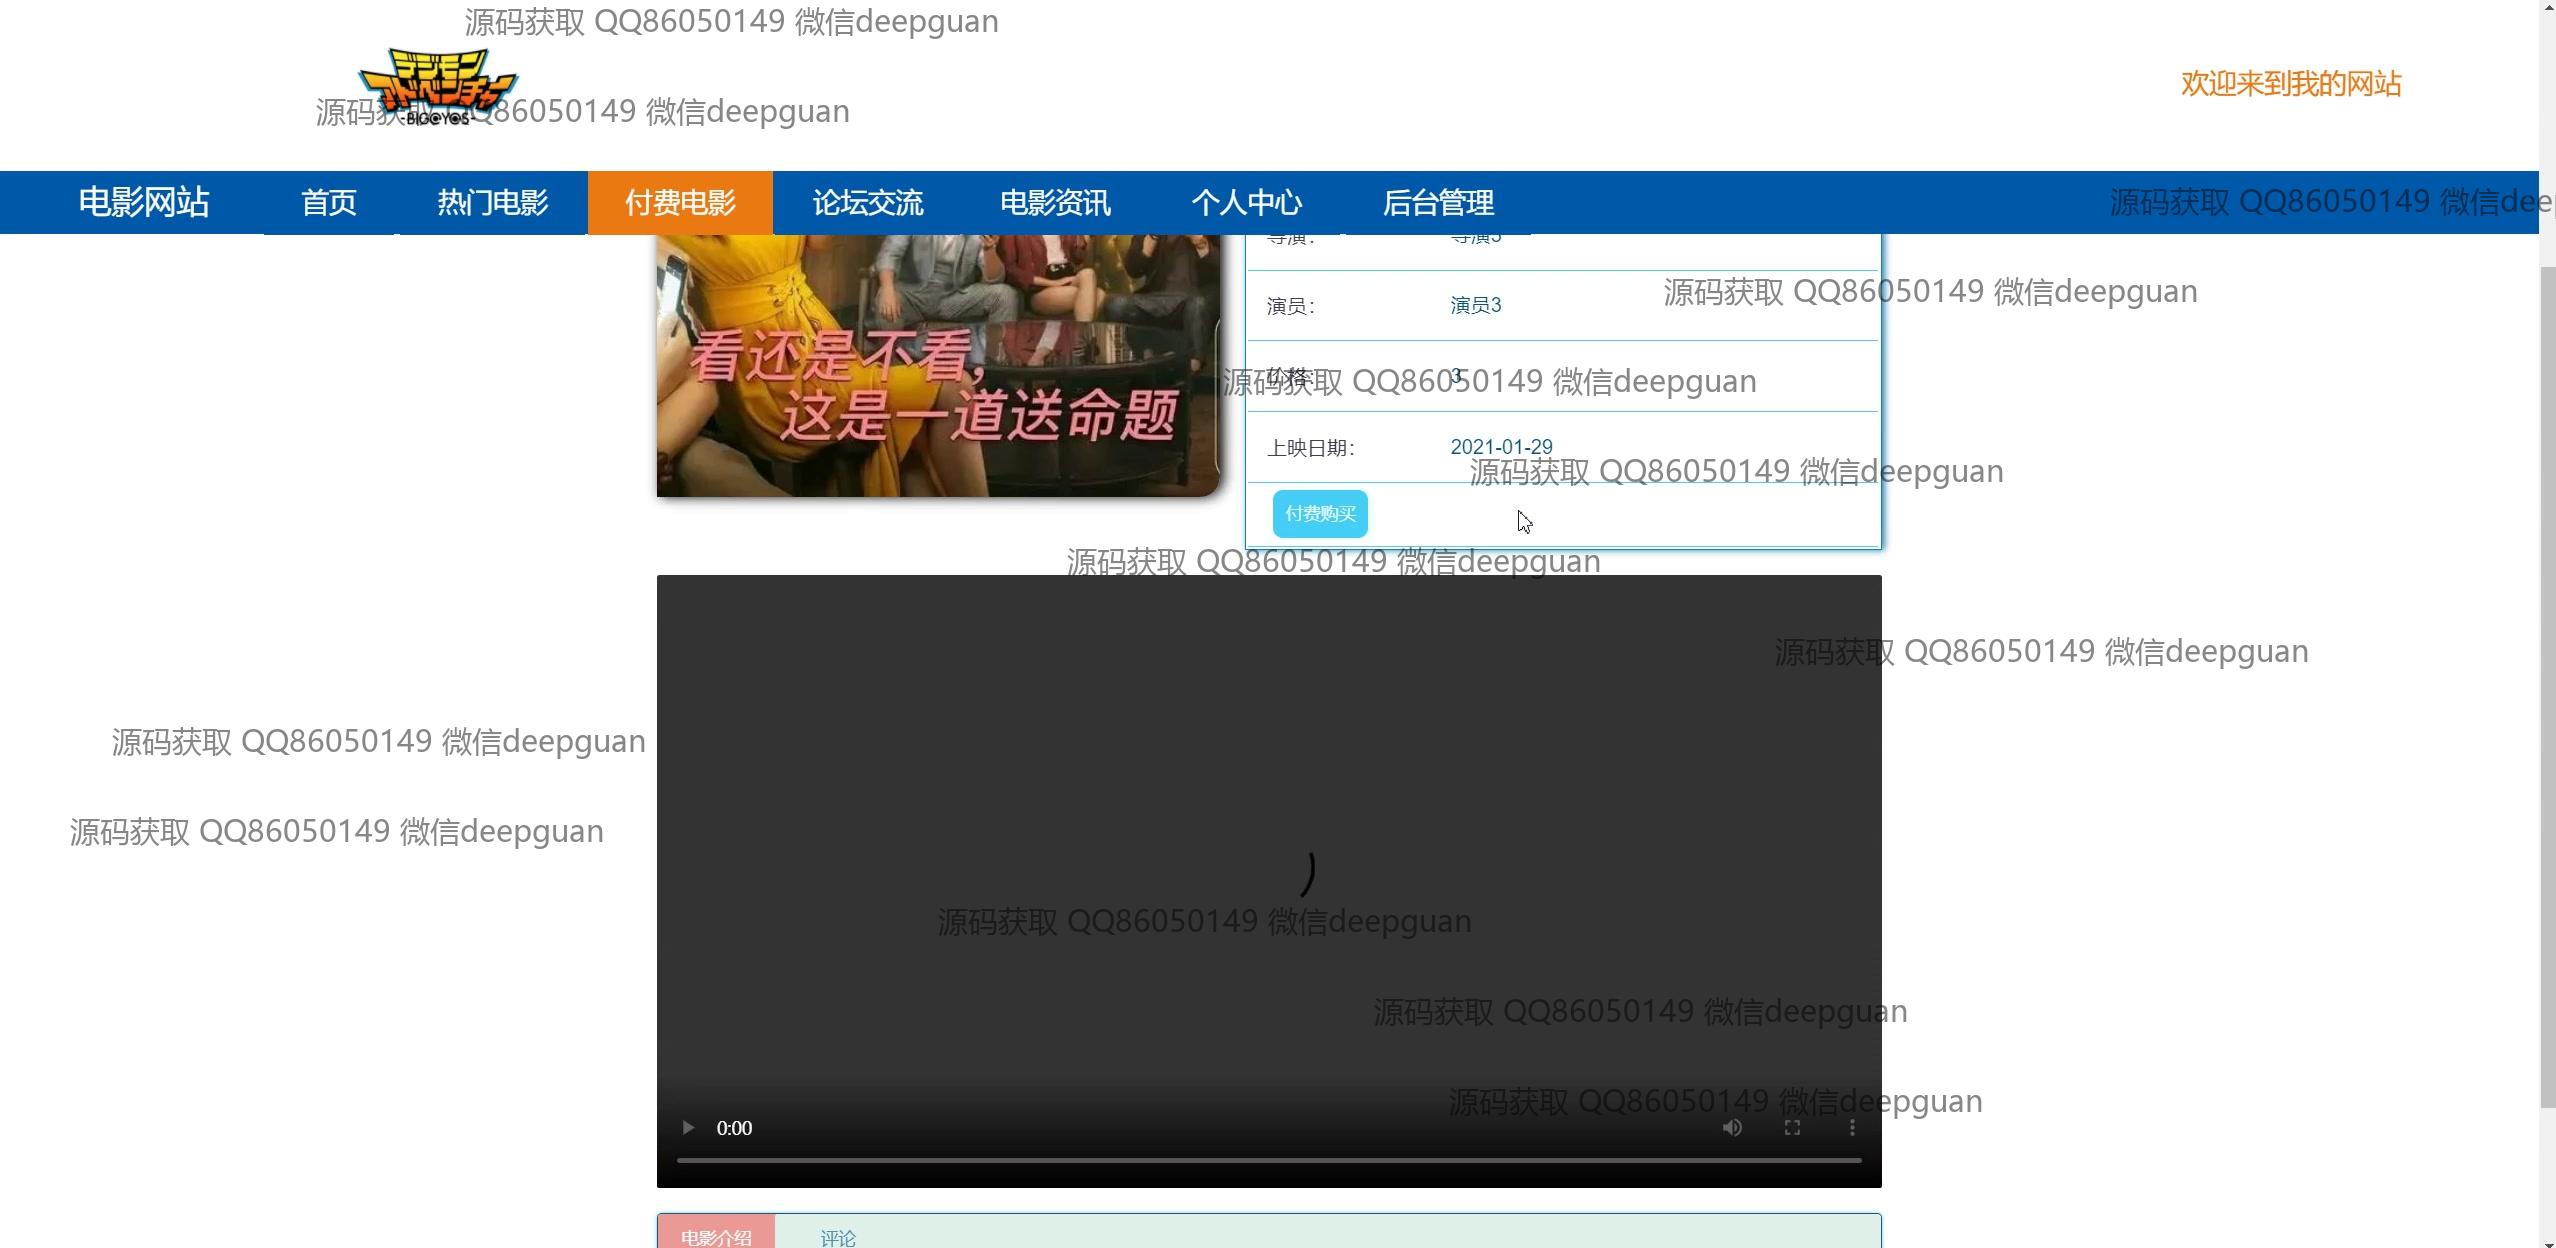 源码获取 QQ86050149 微信deepguan
デジモン
アドベンチャー
-BIGeYes-
欢迎来到我的网站
源码获取 QQ86050149 微信deepguan
电影网站 首页 热门电影 付费电影 论坛交流 电影资讯 个人中心 后台管理
源码获取 QQ86050149 微信dee
导演： 导演3
源码获取 QQ86050149 微信deepguan
演员： 演员3
看还是不看，
价格： 3
源码获取 QQ86050149 微信deepguan
这是一道送命题
上映日期： 2021-01-29
源码获取 QQ86050149 微信deepguan
付费购买
源码获取 QQ86050149 微信deepguan
源码获取 QQ86050149 微信deepguan
源码获取 QQ86050149 微信deepguan
源码获取 QQ86050149 微信deepguan
源码获取 QQ86050149 微信deepguan
源码获取 QQ86050149 微信deepguan
源码获取 QQ86050149 微信deepguan
0:00
电影介绍 评论